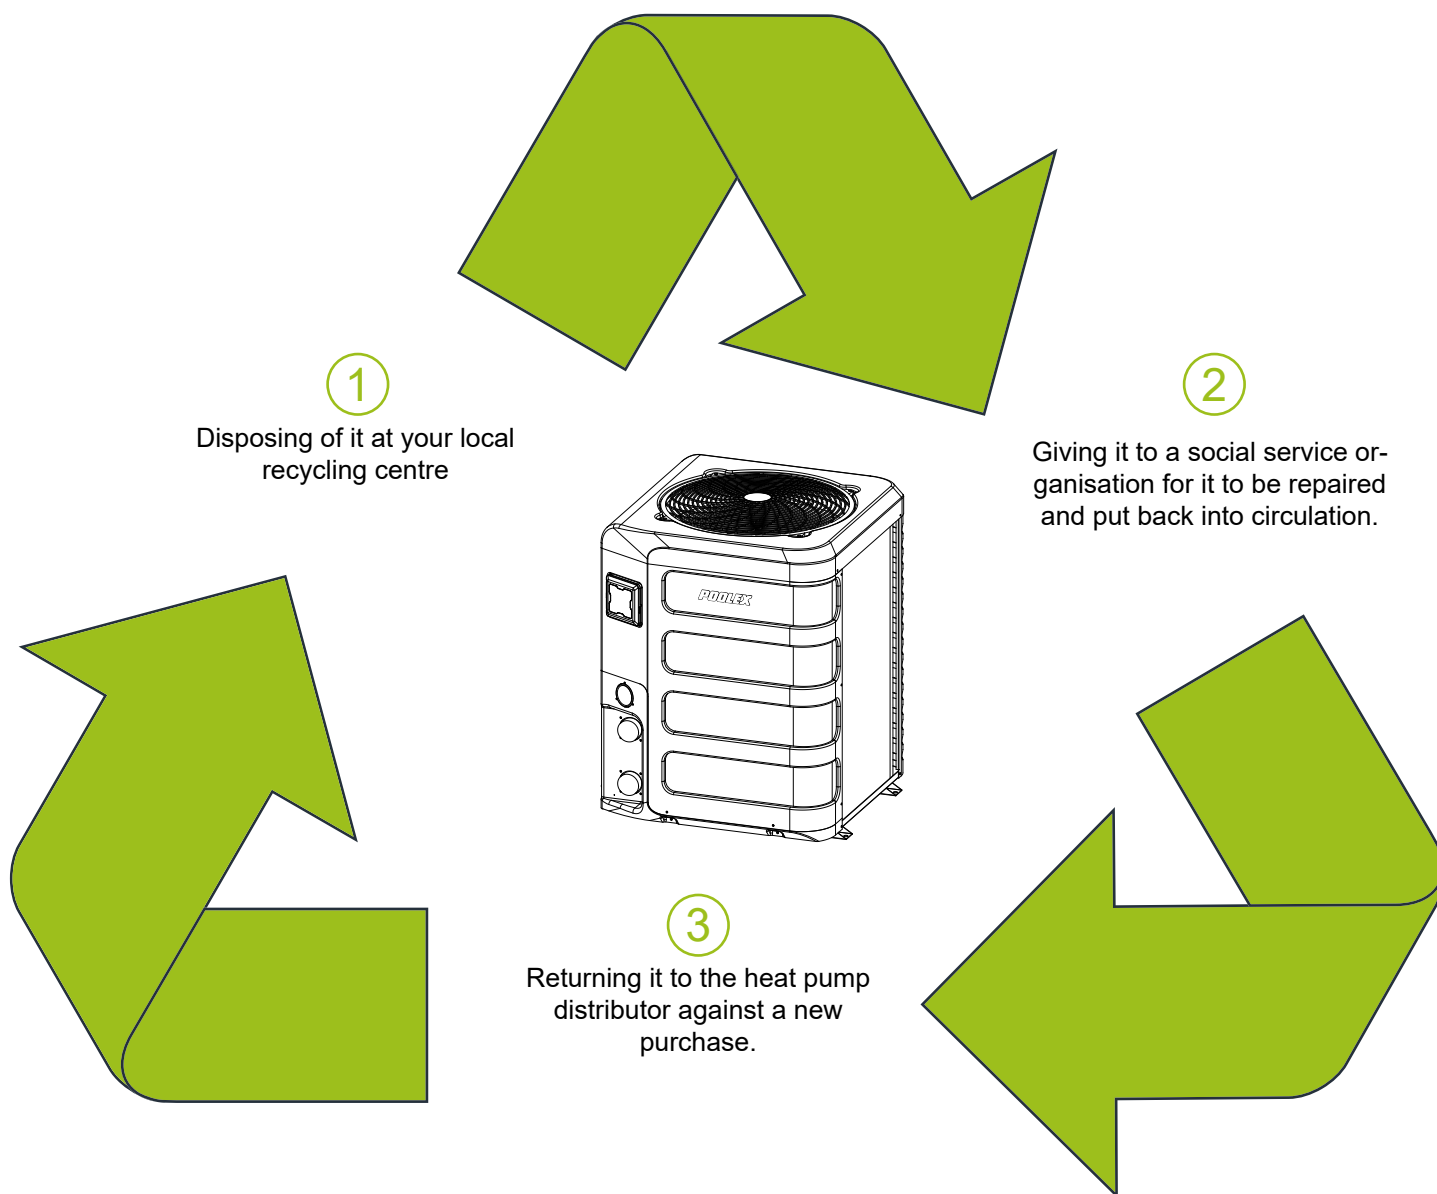 1
Disposing of it at your local
recycling centre
2
Giving it to a social service or-
ganisation for it to be repaired
and put back into circulation.
POOLEX
3
Returning it to the heat pump
distributor against a new
purchase.